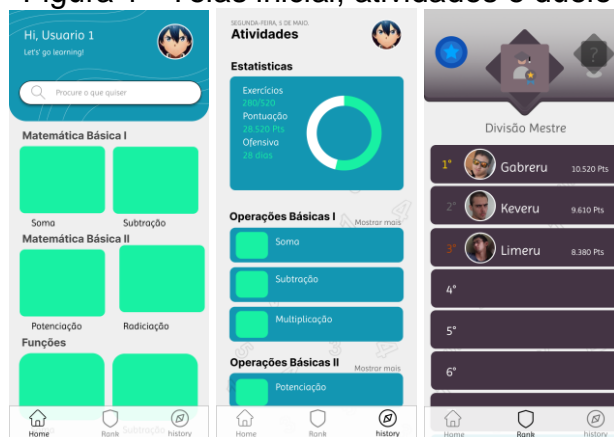 Figura 1 - Telas inicial, atividades e duelo
Hi, Usuario 1
Let's' go learning!
Procure o que quiser
Matemática Básica I
Soma
Subtração
Matemática Básica II
Potenciação
Radiciação
Funções
Subtração
Home
Rank
history
SEGUNDA-FEIRA, 5 DE MAIO.
Atividades
Estatisticas
Exercícios
280/520
Pontuação
28.520 Pts
Ofensiva
28 dias
Operações Básicas I
Mostrar mais
Soma
Subtração
Multiplicação
Operações Básicas II
Mostrar mais
Potenciação
Home
Rank
history
?
Divisão Mestre
1° Gabreru 10.520 Pts
2° Keveru 9.610 Pts
3° Limeru 8.380 Pts
4°
5°
6°
Home
Rank
history